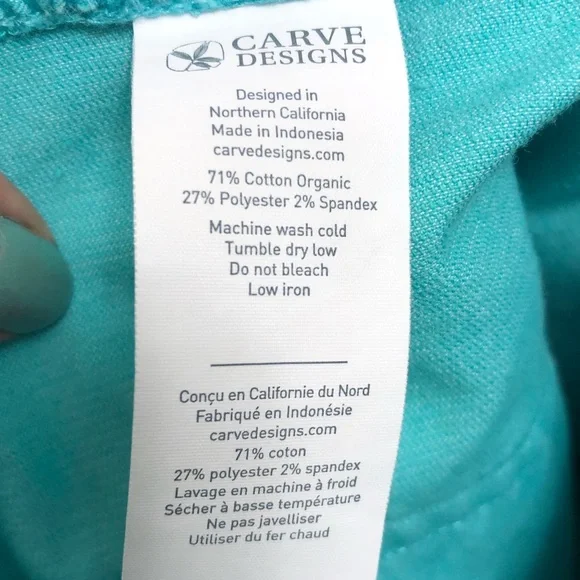 CARVE
DESIGNS
Designed in
Northern California
Made in Indonesia
carvedesigns.com
71% Cotton Organic
27% Polyester 2% Spandex
Machine wash cold
Tumble dry low
Do not bleach
Low iron
Conçu en Californie du Nord
Fabriqué en Indonésie
carvedesigns.com
71% coton
27% polyester 2% spandex
Lavage en machine à froid
Sécher à basse température
Ne pas javelliser
Utiliser du fer chaud